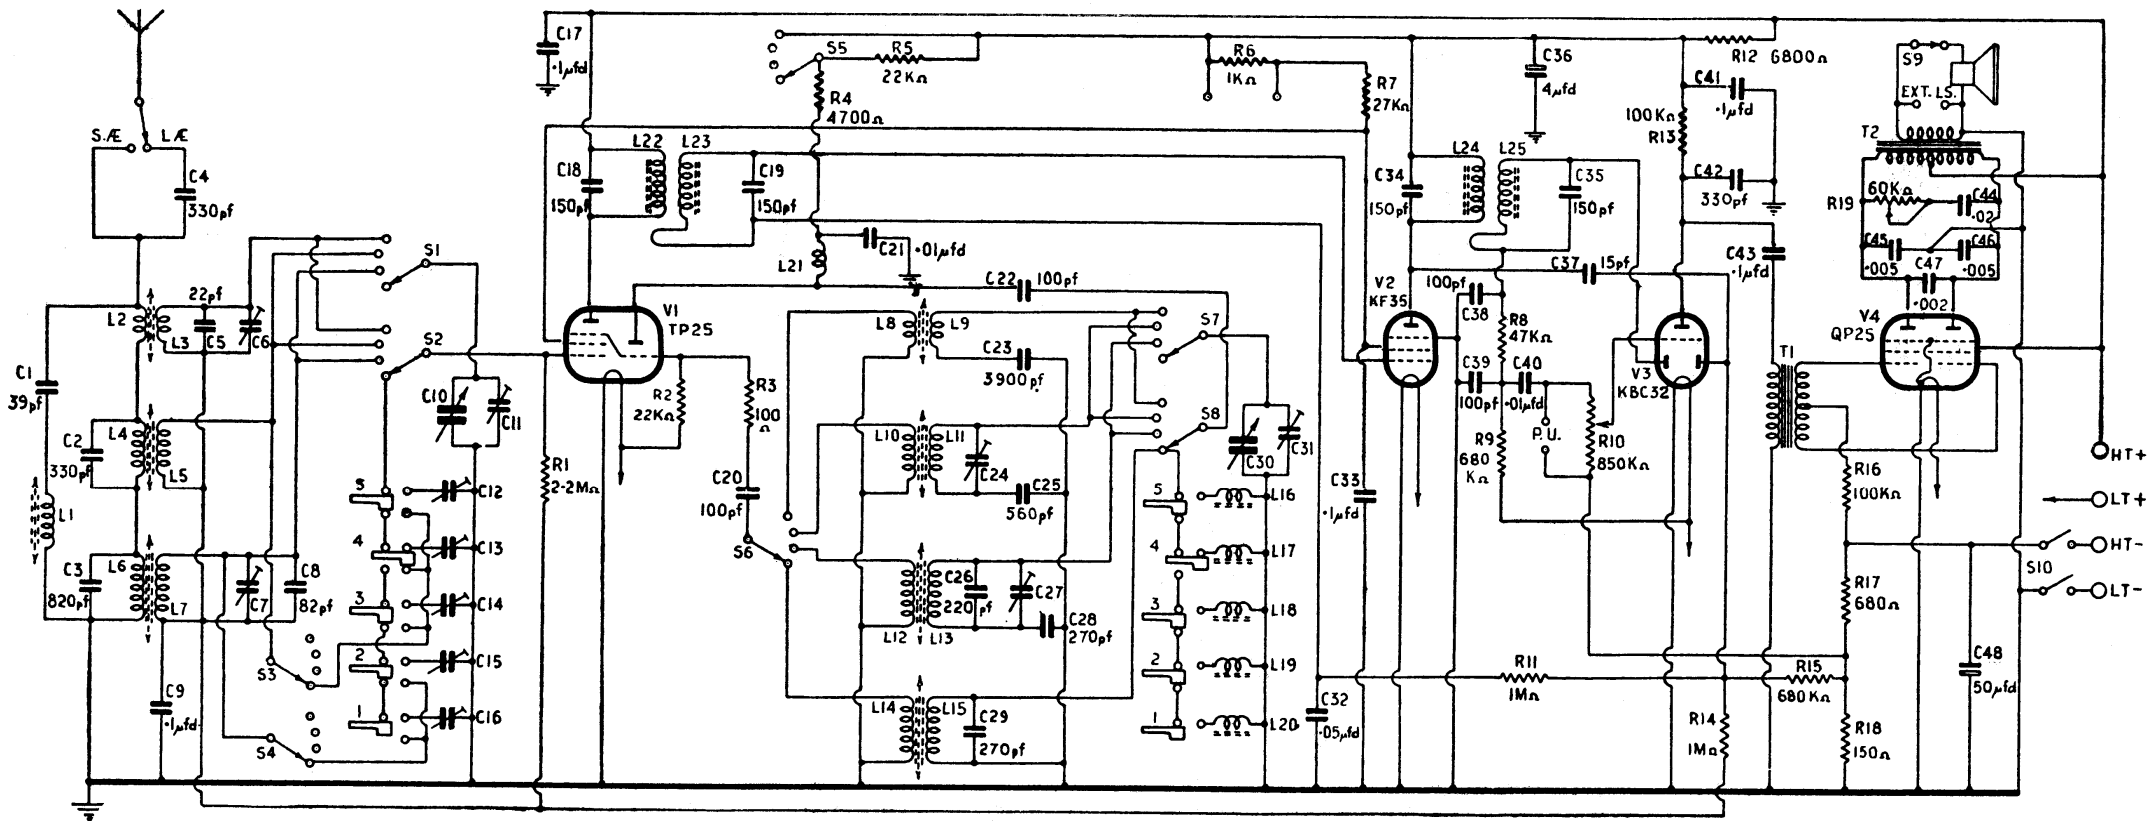 C17
·1μfd
S5
R5
22KΩ
R4
4700Ω
R6
1KΩ
R7
27KΩ
C36
4μfd
R12 6800Ω
C41
·1μfd
100KΩ
R13
C42
330pf
S9
EXT. LS.
T2
60KΩ
R19
C44
·02
C45
·005
C46
·005
C47
·002
C43
·1μfd
V4
QP25
S.Æ
L.Æ
C4
330pf
L22
L23
C18
150pf
C19
150pf
L21
C21 ·01μfd
C22 100pf
C34
150pf
L24
L25
C35
150pf
C37 15pf
V2
KF35
100pf
C38
R8
47KΩ
C39
100pf
C40
·01μfd
P.U.
R9
680
KΩ
R10
850KΩ
V3
KBC32
T1
S1
S2
22pf
L2
L3
C5
C6
C1
39pf
C2
330pf
L4
L5
L1
C3
820pf
L6
L7
C7
C8
82pf
C9
·1μfd
S3
S4
C10
C11
5
4
3
2
1
C12
C13
C14
C15
C16
R1
2·2MΩ
V1
TP25
R2
22KΩ
R3
100
Ω
C20
100pf
S6
L8
L9
C23
3900pf
L10
L11
C24
C25
560pf
C26
220pf
C27
L12
L13
C28
270pf
L14
L15
C29
270pf
S7
S8
C30
C31
5
4
3
2
1
L16
L17
L18
L19
L20
C33
·1μfd
C32
·05μfd
R11
1MΩ
R14
1MΩ
R15
680KΩ
R16
100KΩ
R17
680Ω
R18
150Ω
C48
50μfd
S10
HT+
LT+
HT-
LT-